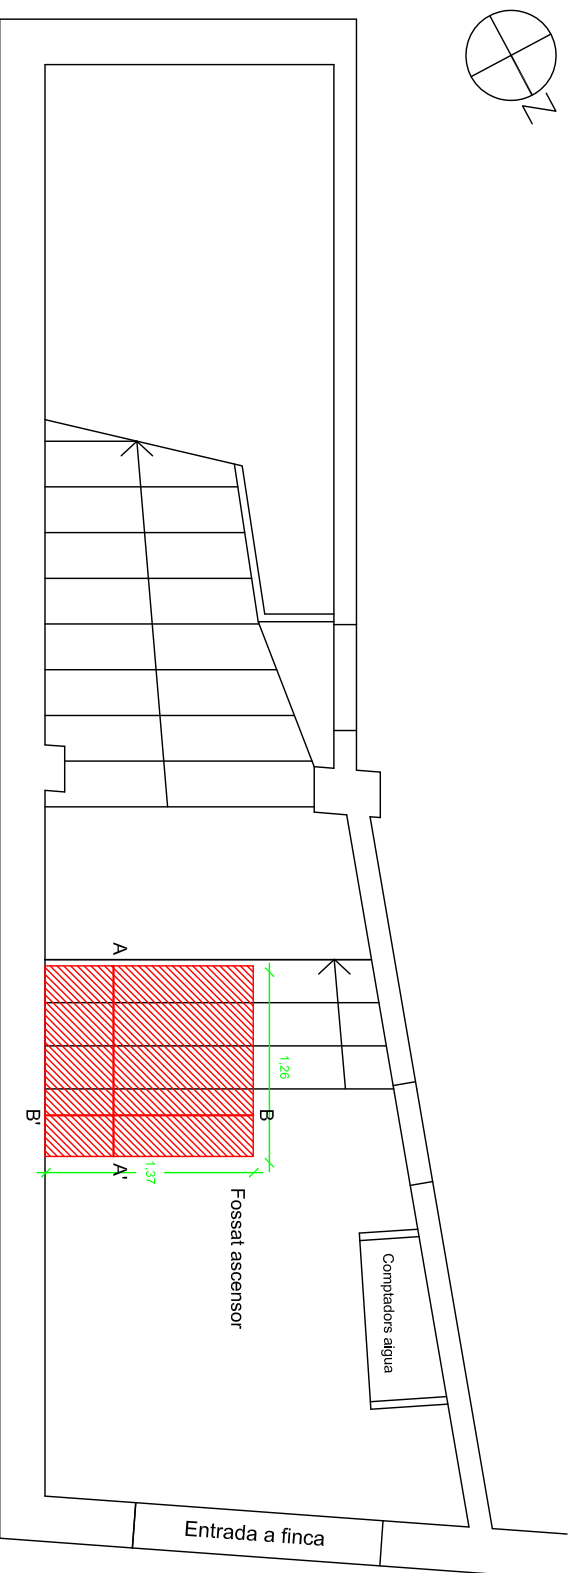 N
A
1,26
B
B'
A'
1,37
Fossat ascensor
Comptadors aigua
Entrada a finca